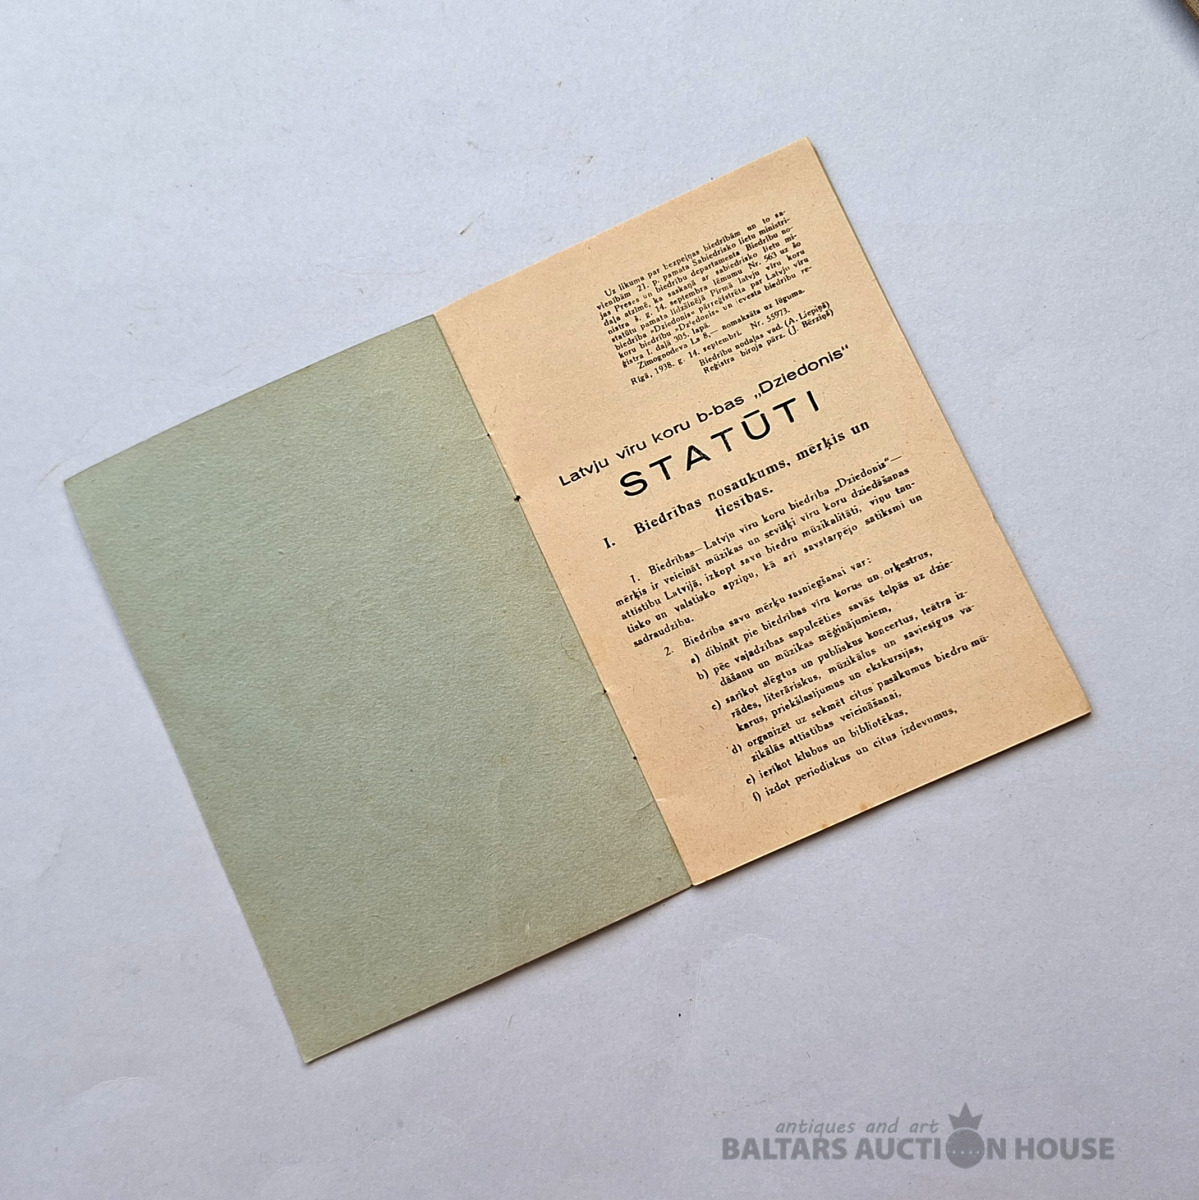 Uz likuma par bezpeļņas biedrībām un to sa-
vienībām 21. p. pamata Sabiedrisko lietu ministri-
jas Preses un biedrību departamenta Biedrību no-
daļa atzīmē, ka saskaņā ar sabiedrisko lietu mi-
nistra š. g. 14. septembra lēmumu Nr. 563 uz šo
statūtu pamata līdzšinējā Pirmā latvju vīru koru
biedrība «Dziedonis» pārreģistrēta par Latvju vīru
koru biedrību «Dziedonis» un ievesta biedrību re-
ģistra I. daļā 305. lapā.
Zīmognodeva Ls 8,— nomaksāta uz lūguma.
Rīgā, 1938. g. 14. septembrī. Nr. 55973.
Biedrību nodaļas vad. (A. Liepiņš)
Reģistra biroja pārz. (J. Bērziņš)
Latvju vīru koru b-bas „Dziedonis“
STATŪTI
I. Biedrības nosaukums, mērķis un
tiesības.
1. Biedrības—Latvju vīru koru biedrība „Dziedonis“—
mērķis ir veicināt mūzikas un sevišķi vīru koru dziedāšanas
attīstību Latvijā, izkopt savu biedru mūzikalitāti, viņu tau-
tisko un valstisko apziņu, kā arī savstarpējo satiksmi un
sadraudzību.
2. Biedrība savu mērķu sasniegšanai var:
a) dibināt pie biedrības vīru korus un orķestrus,
b) pēc vajadzības sapulcēties savās telpās uz dzie-
dāšanu un mūzikas mēģinājumiem,
c) sarīkot slēgtus un publiskus koncertus, teātra iz-
rādes, literāriskus, mūzikālus un saviesīgus va-
karus, priekšlasījumus un ekskursijas,
d) organizēt uz sekmēt citus pasākumus biedru mū-
zikālās attīstības veicināšanai,
e) ierīkot klubus un bibliotēkas,
f) izdot periodiskus un citus izdevumus,
antiques and art
BALTARS AUCTION HOUSE